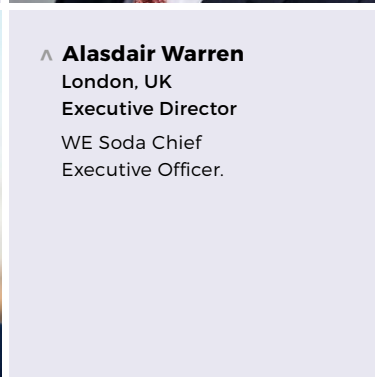 ^ Alasdair Warren
London, UK
Executive Director
WE Soda Chief
Executive Officer.